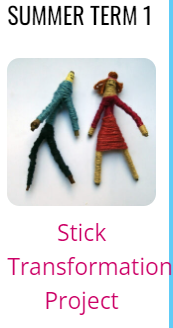 SUMMER TERM 1
Stick
Transformation
Project